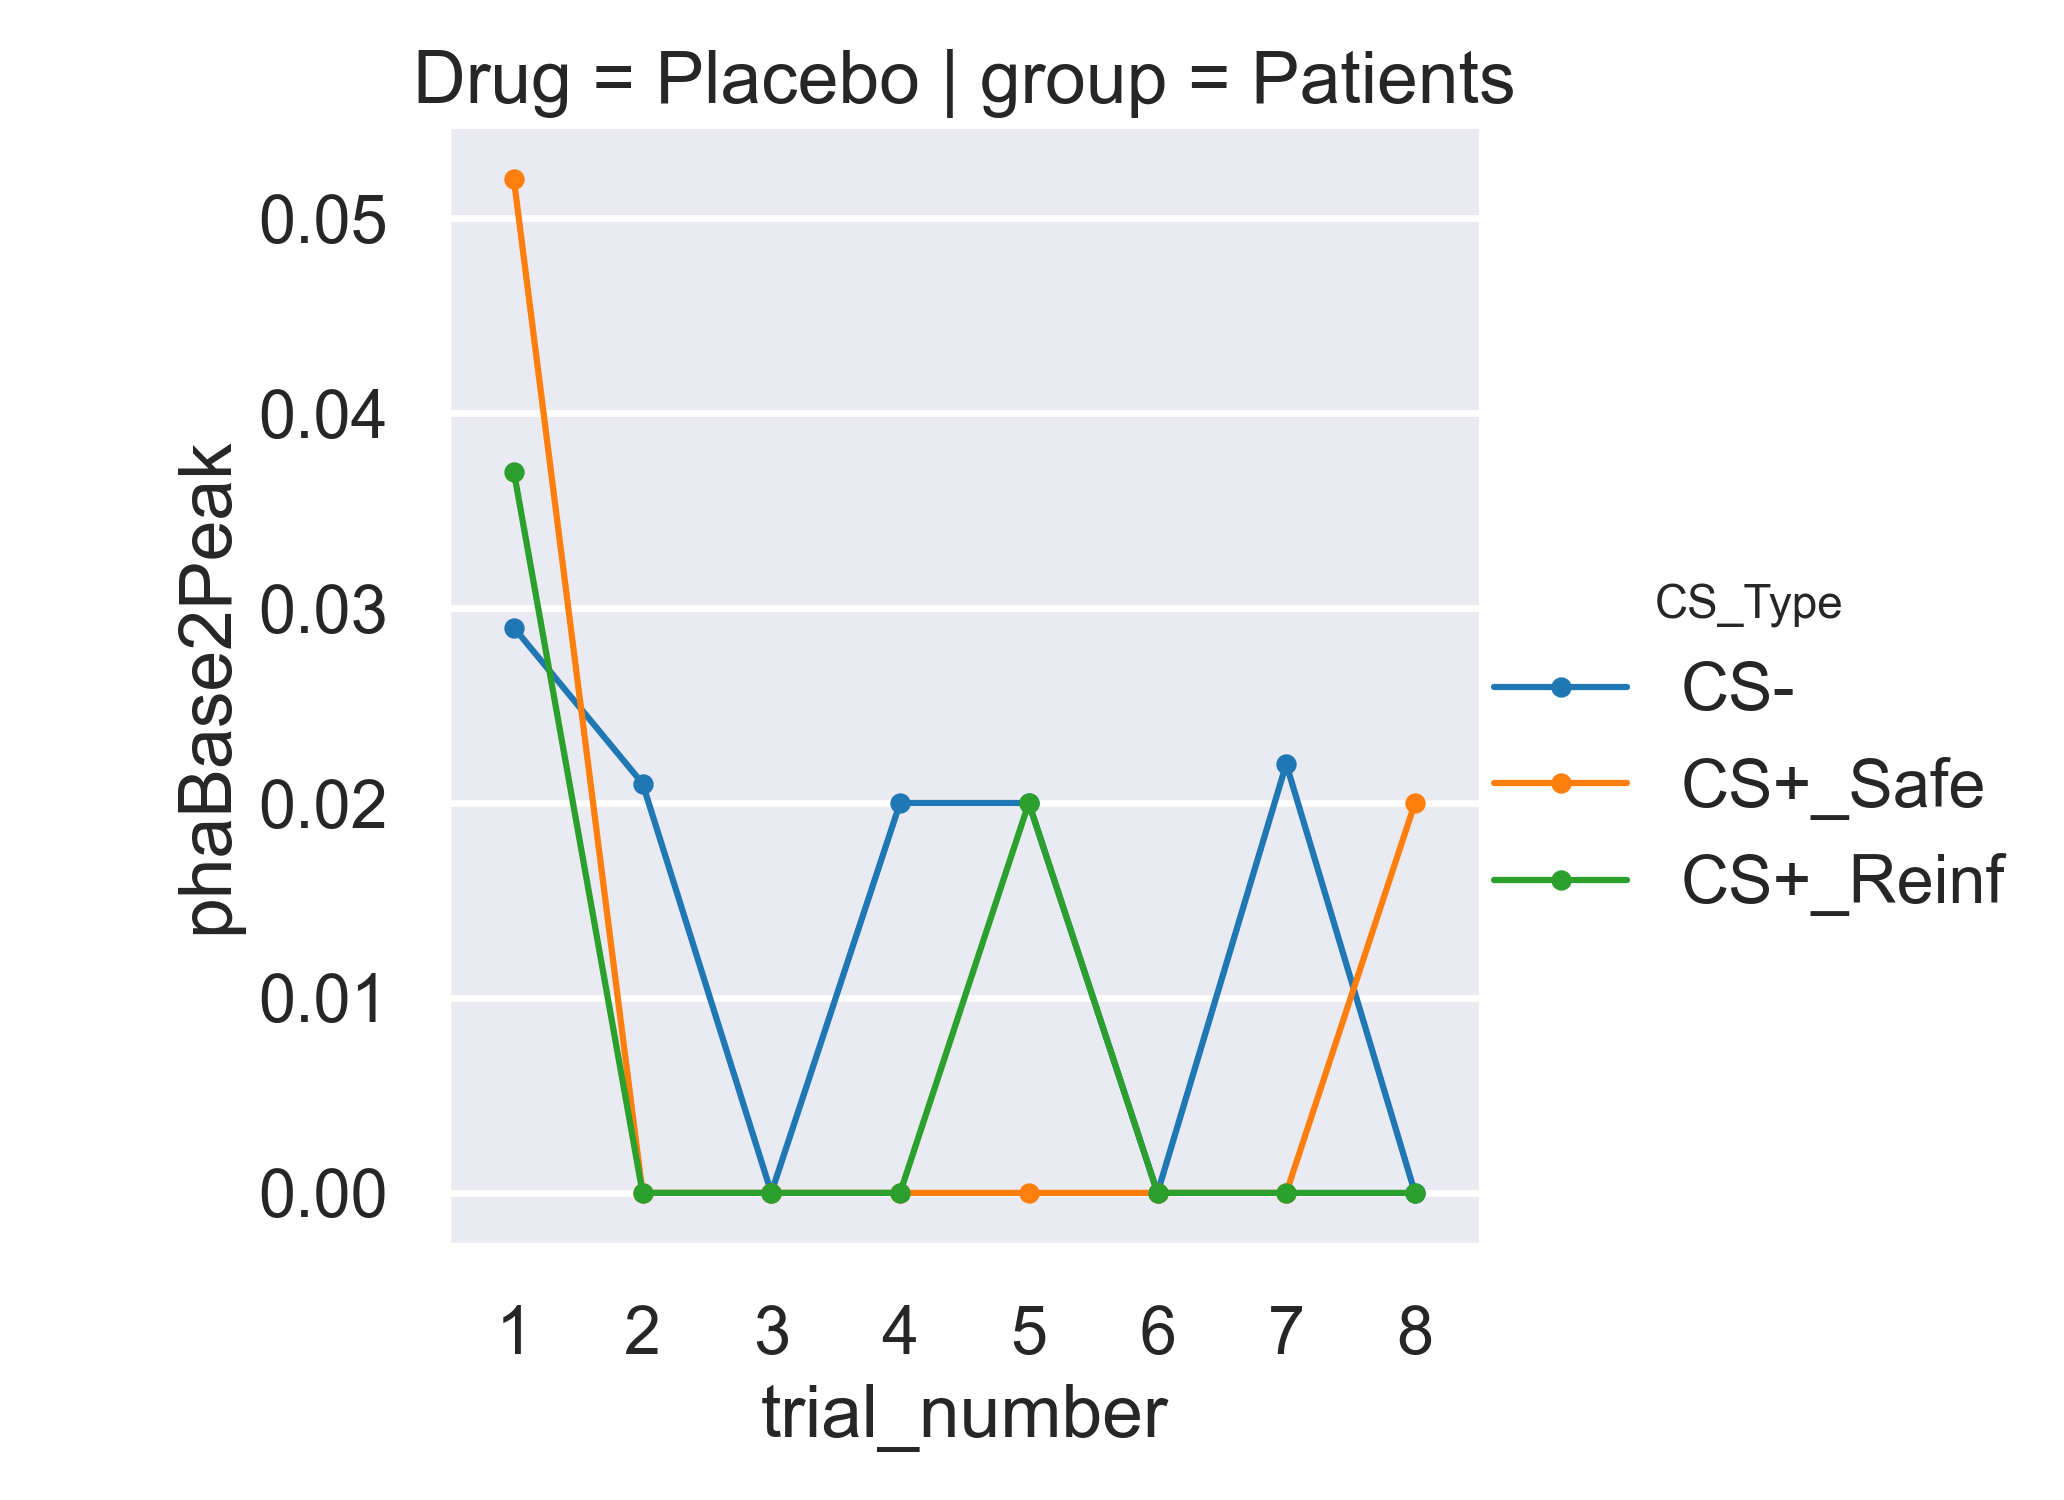 Drug = Placebo | group = Patients
phaBase2Peak
0.05
0.04
0.03
0.02
0.01
0.00
1 2 3 4 5 6 7 8
trial_number
CS_Type
CS-
CS+_Safe
CS+_Reinf